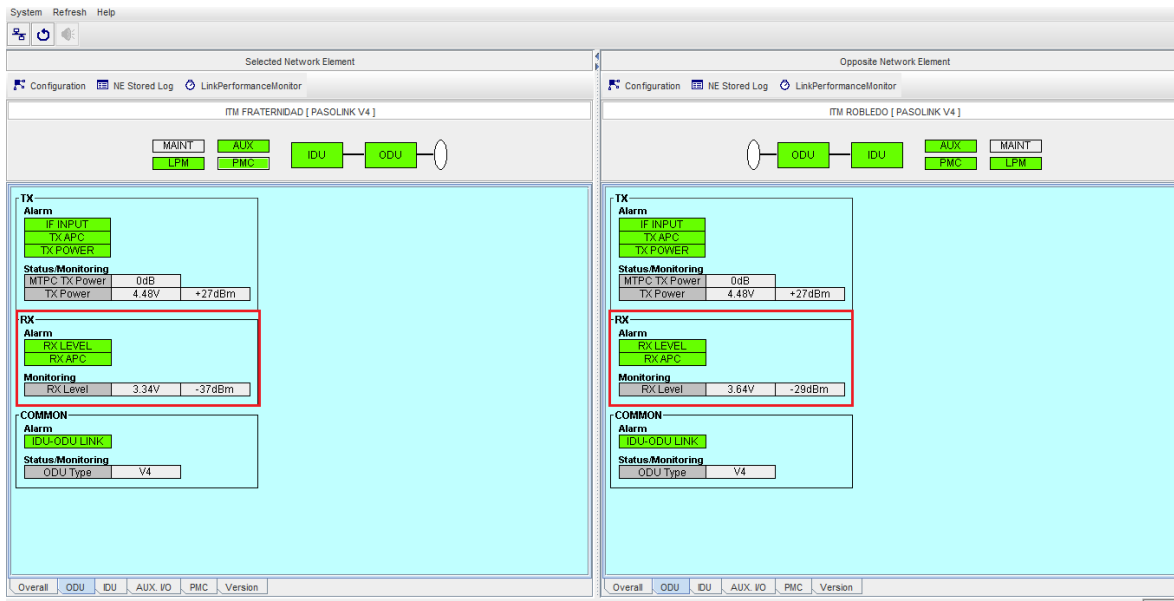 System Refresh Help
Selected Network Element
Configuration NE Stored Log LinkPerformanceMonitor
ITM FRATERNIDAD [ PASOLINK V4 ]
MAINT AUX
LPM PMC
IDU ODU
TX
Alarm
IF INPUT
TX APC
TX POWER
Status/Monitoring
MTPC TX Power 0dB
TX Power 4.48V +27dBm
RX
Alarm
RX LEVEL
RX APC
Monitoring
RX Level 3.34V -37dBm
COMMON
Alarm
IDU-ODU LINK
Status/Monitoring
ODU Type V4
Overall ODU IDU AUX. I/O PMC Version
Opposite Network Element
Configuration NE Stored Log LinkPerformanceMonitor
ITM ROBLEDO [ PASOLINK V4 ]
ODU IDU
AUX MAINT
PMC LPM
TX
Alarm
IF INPUT
TX APC
TX POWER
Status/Monitoring
MTPC TX Power 0dB
TX Power 4.48V +27dBm
RX
Alarm
RX LEVEL
RX APC
Monitoring
RX Level 3.64V -29dBm
COMMON
Alarm
IDU-ODU LINK
Status/Monitoring
ODU Type V4
Overall ODU IDU AUX. I/O PMC Version